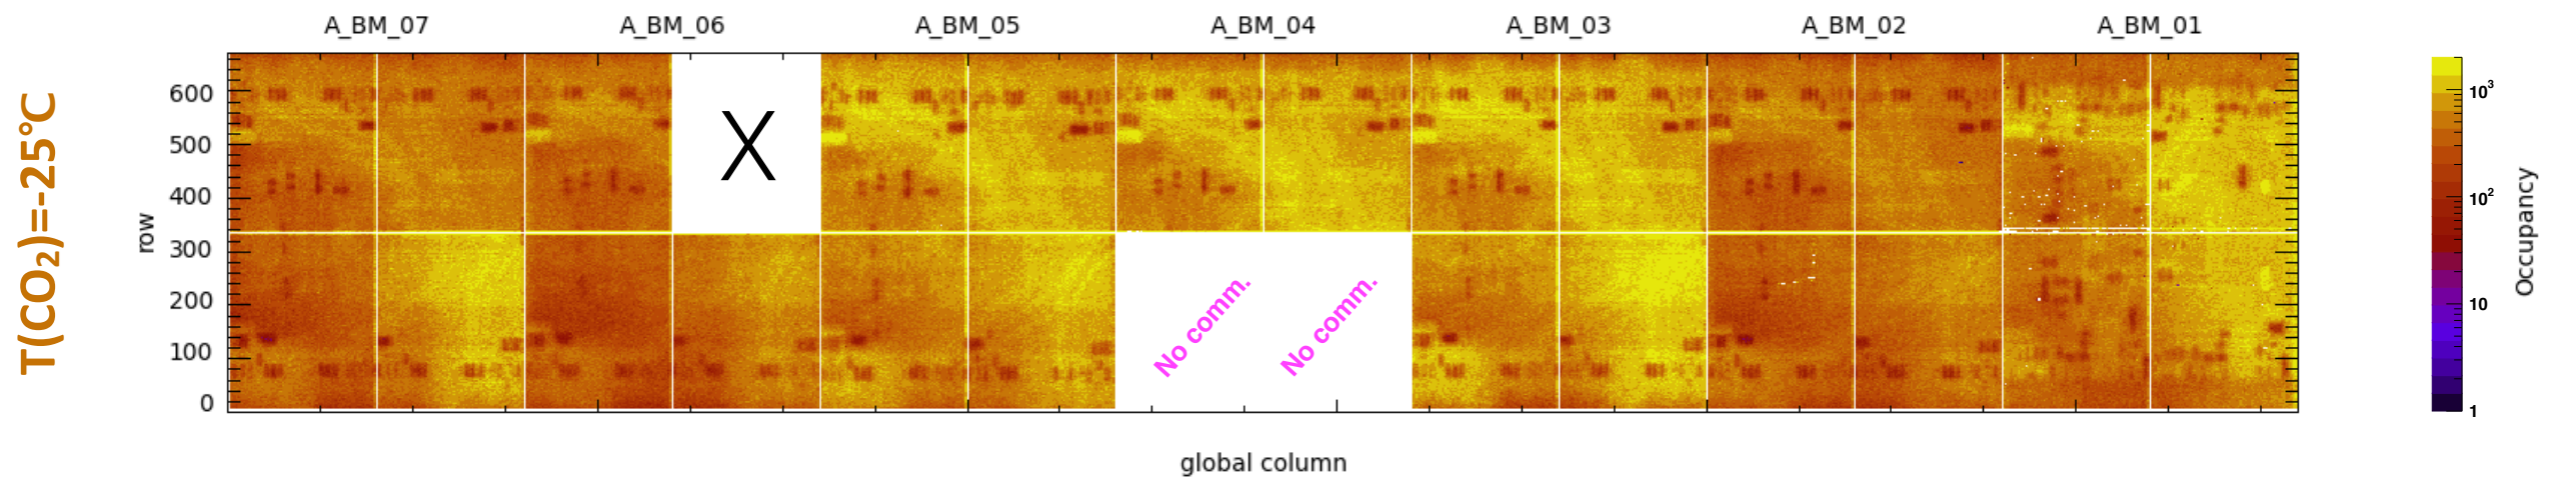 T(CO₂)=-25°C
A_BM_07 A_BM_06 A_BM_05 A_BM_04 A_BM_03 A_BM_02 A_BM_01
row
600
500
400
300
200
100
0
X
No comm. No comm.
global column
10³
10²
10
1
Occupancy